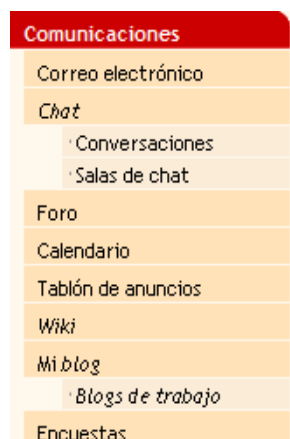 Comunicaciones
Correo electrónico
Chat
· Conversaciones
· Salas de chat
Foro
Calendario
Tablón de anuncios
Wiki
Mi blog
· Blogs de trabajo
Encuestas